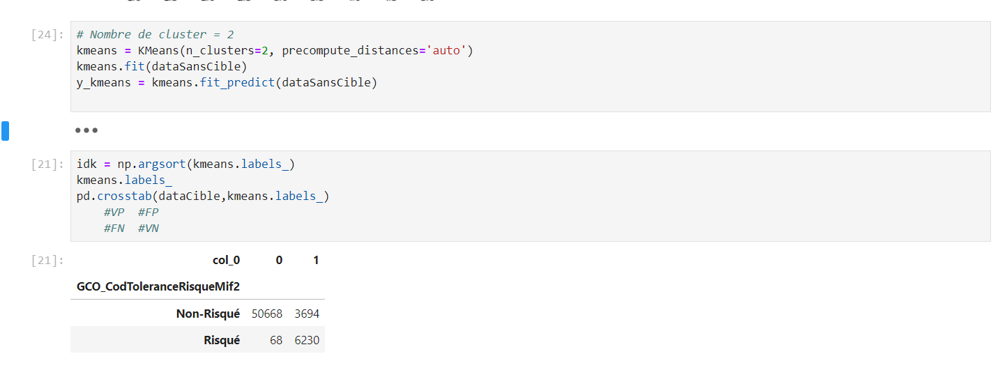 [24]: # Nombre de cluster = 2
kmeans = KMeans(n_clusters=2, precompute_distances='auto')
kmeans.fit(dataSansCible)
y_kmeans = kmeans.fit_predict(dataSansCible)
[21]: idk = np.argsort(kmeans.labels_)
kmeans.labels_
pd.crosstab(dataCible,kmeans.labels_)
#VP #FP
#FN #VN
[21]: col_0 0 1
GCO_CodToleranceRisqueMif2
Non-Risqué 50668 3694
Risqué 68 6230